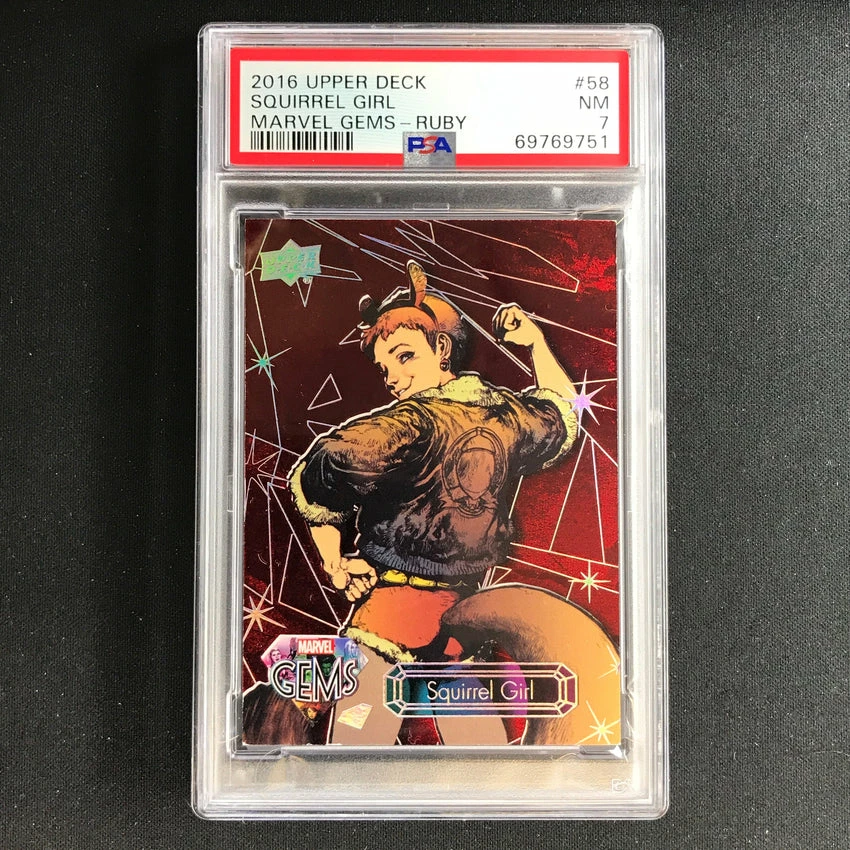 2016 UPPER DECK #58
SQUIRREL GIRL NM
MARVEL GEMS – RUBY 7
PSA 69769751
UPPER
DECK
MARVEL
GEMS
Squirrel Girl